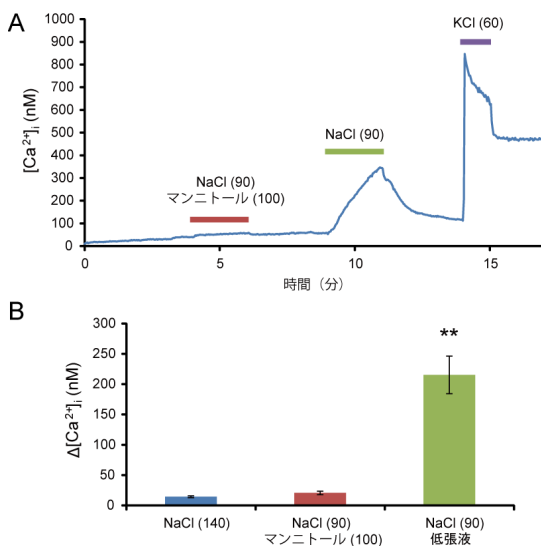 A
[Ca²⁺]ᵢ (nM)
1000
900
800
700
600
500
400
300
200
100
0
KCl (60)
NaCl (90)
NaCl (90)
マンニトール (100)
0
5
10
15
時間（分）
B
Δ[Ca²⁺]ᵢ (nM)
300
250
200
150
100
50
0
**
NaCl (140)
NaCl (90)
マンニトール (100)
NaCl (90)
低張液